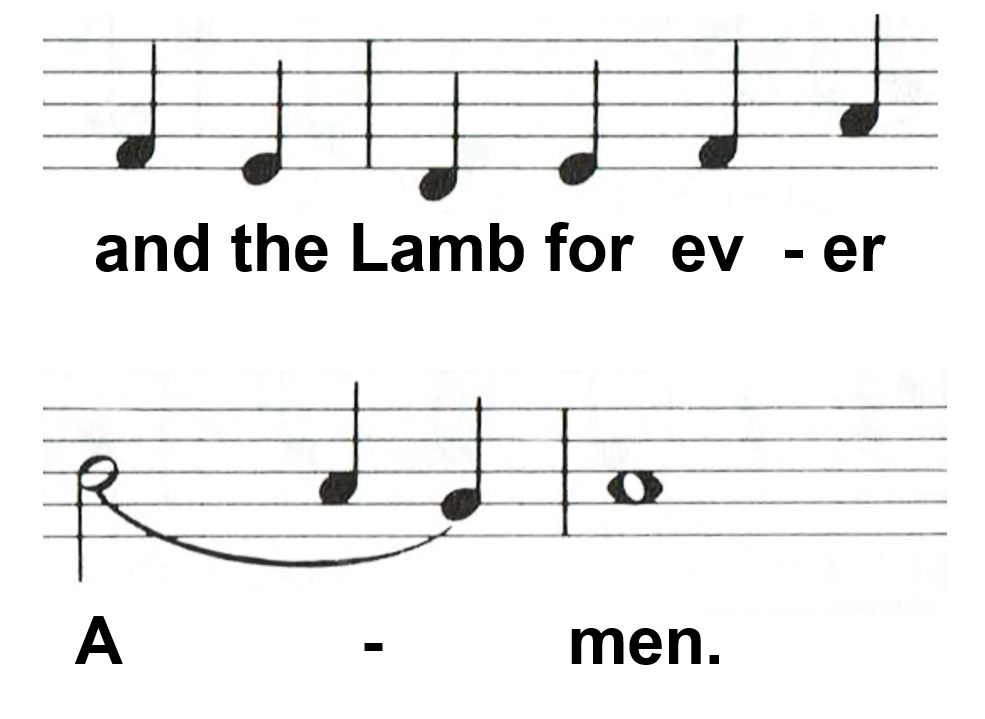 and the Lamb for ev - er
A - men.